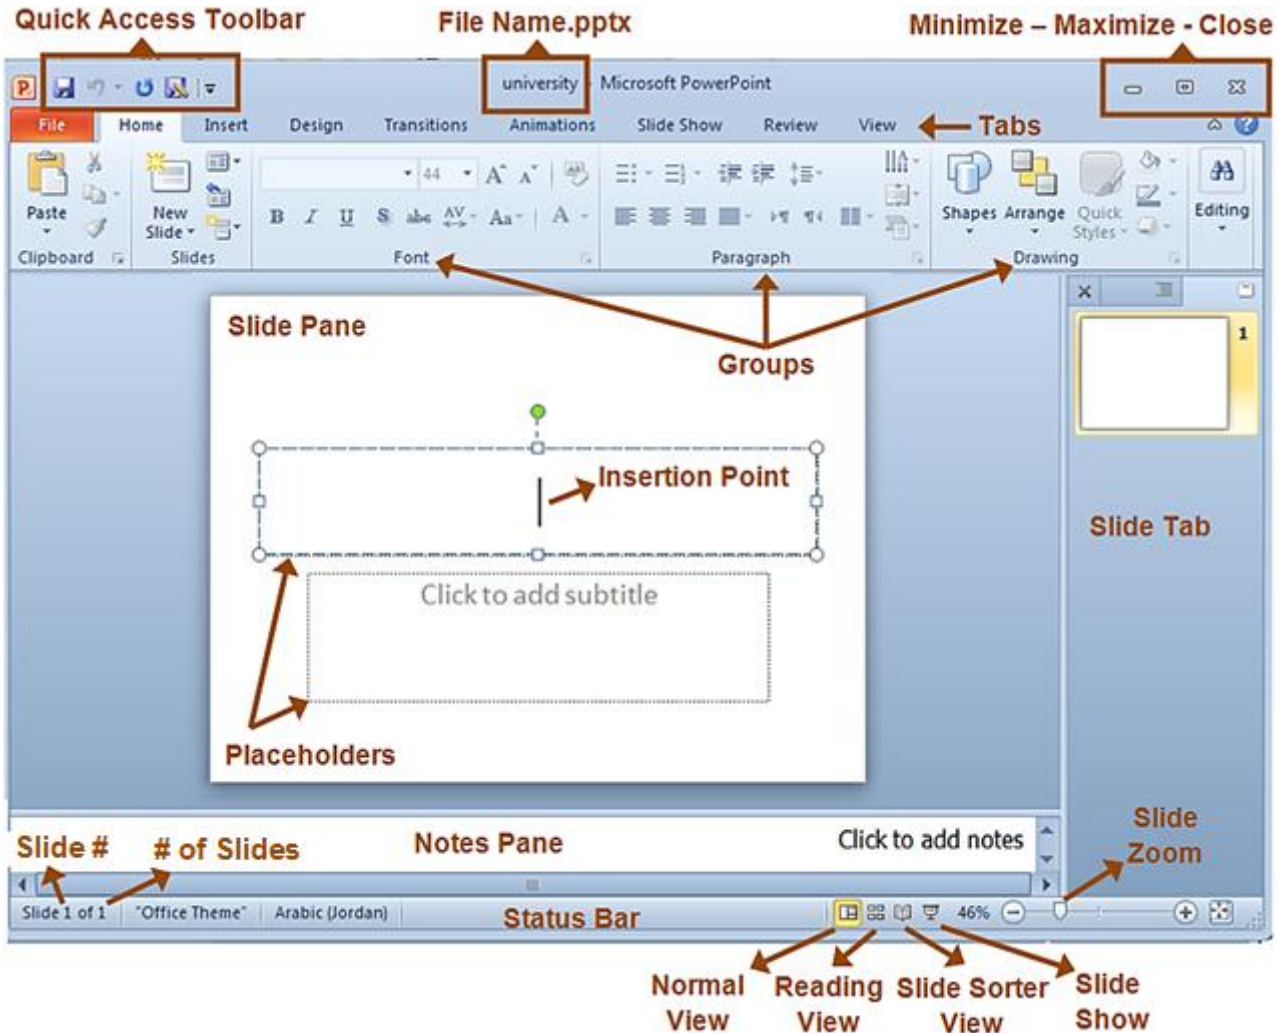 Quick Access Toolbar
File Name.pptx
Minimize – Maximize - Close
university - Microsoft PowerPoint
File Home Insert Design Transitions Animations Slide Show Review View
Tabs
Paste
New
Slide
44
B I U S abc AV Aa A
Shapes Arrange Quick
Styles
Editing
Clipboard Slides Font Paragraph Drawing
Groups
Slide Pane
1
Insertion Point
Slide Tab
Click to add subtitle
Placeholders
Slide #
# of Slides
Notes Pane
Click to add notes
Slide
Zoom
Slide 1 of 1 "Office Theme" Arabic (Jordan)
Status Bar
46%
Normal
View
Reading
View
Slide Sorter
View
Slide
Show